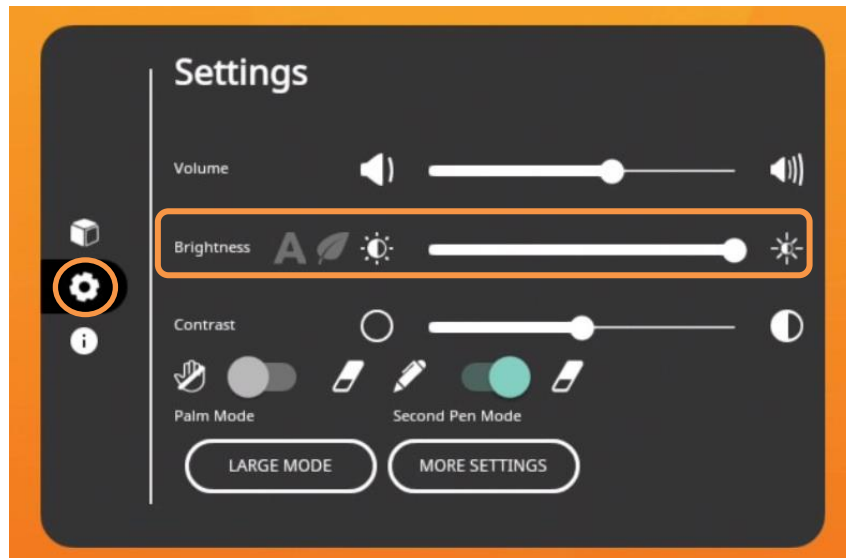 Settings
Volume
Brightness A
Contrast
Palm Mode Second Pen Mode
LARGE MODE MORE SETTINGS